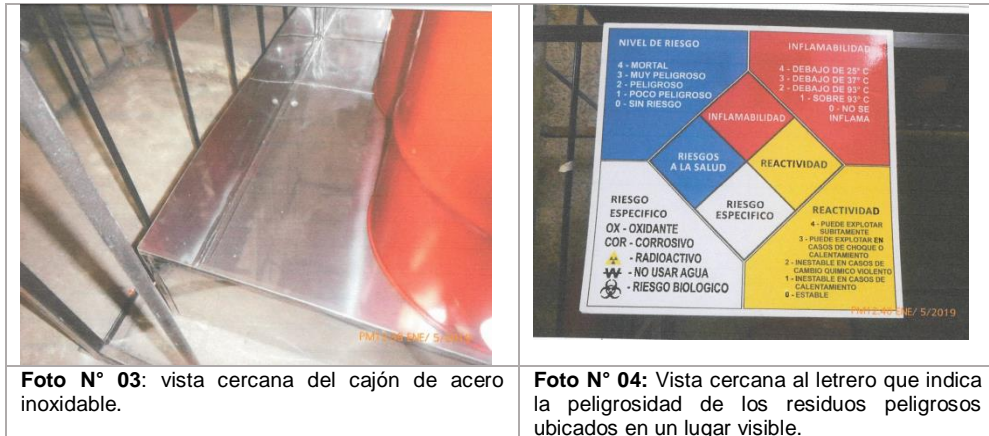 PM12:
ENE/ 5/
Foto N° 03: vista cercana del cajón de acero
inoxidable.
NIVEL DE RIESGO
4 - MORTAL
3 - MUY PELIGROSO
2 - PELIGROSO
1 - POCO PELIGROSO
0 - SIN RIESGO
INFLAMABILIDAD
4 - DEBAJO DE 25° C
3 - DEBAJO DE 37° C
2 - DEBAJO DE 93° C
1 - SOBRE 93° C
0 - NO SE
INFLAMA
INFLAMABILIDAD
RIESGOS
A LA SALUD
REACTIVIDAD
RIESGO
ESPECIFICO
RIESGO
ESPECIFICO
OX - OXIDANTE
COR - CORROSIVO
- RADIOACTIVO
W - NO USAR AGUA
- RIESGO BIOLOGICO
REACTIVIDAD
4 - PUEDE EXPLOTAR
SUBITAMENTE
3 - PUEDE EXPLOTAR EN
CASOS DE CHOQUE O
CALENTAMIENTO
2 - INESTABLE EN CASOS DE
CAMBIO QUIMICO VIOLENTO
1 - INESTABLE EN CASOS DE
CALENTAMIENTO
0 - ESTABLE
ENE/ 5/2019
Foto N° 04: Vista cercana al letrero que indica
la peligrosidad de los residuos peligrosos
ubicados en un lugar visible.